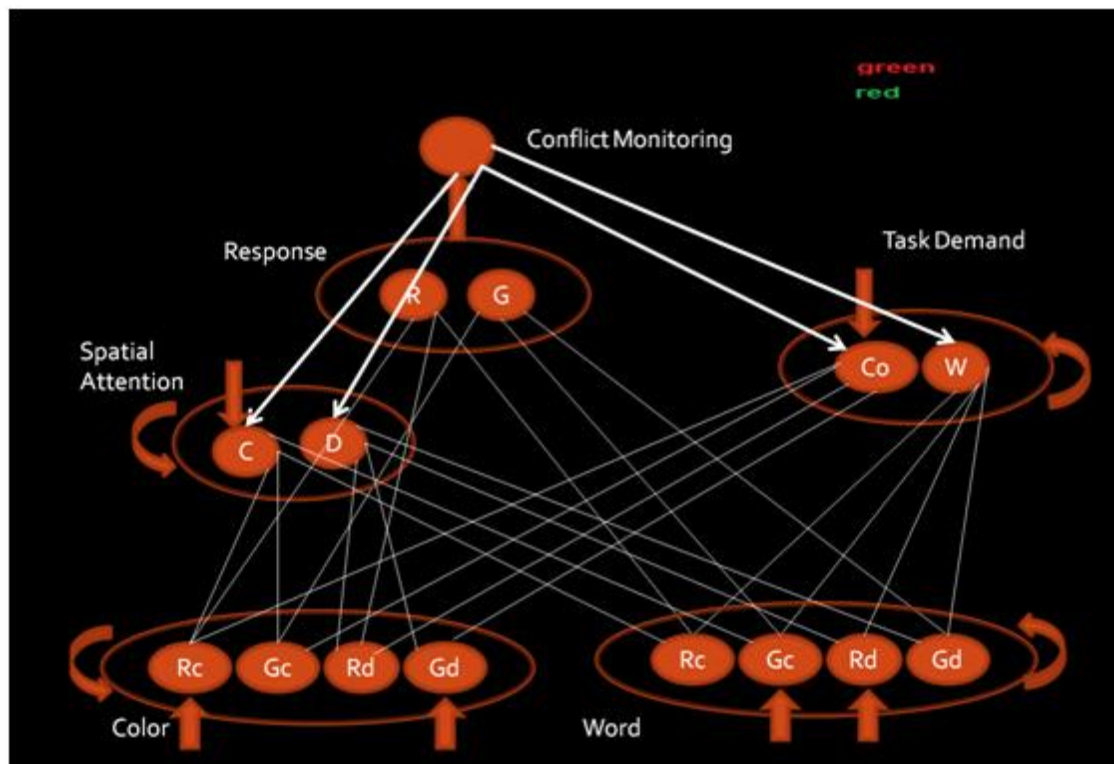 green
red
Conflict Monitoring
Response
Task Demand
R G
Spatial
Attention
Co W
C D
Rc Gc Rd Gd
Rc Gc Rd Gd
Color
Word